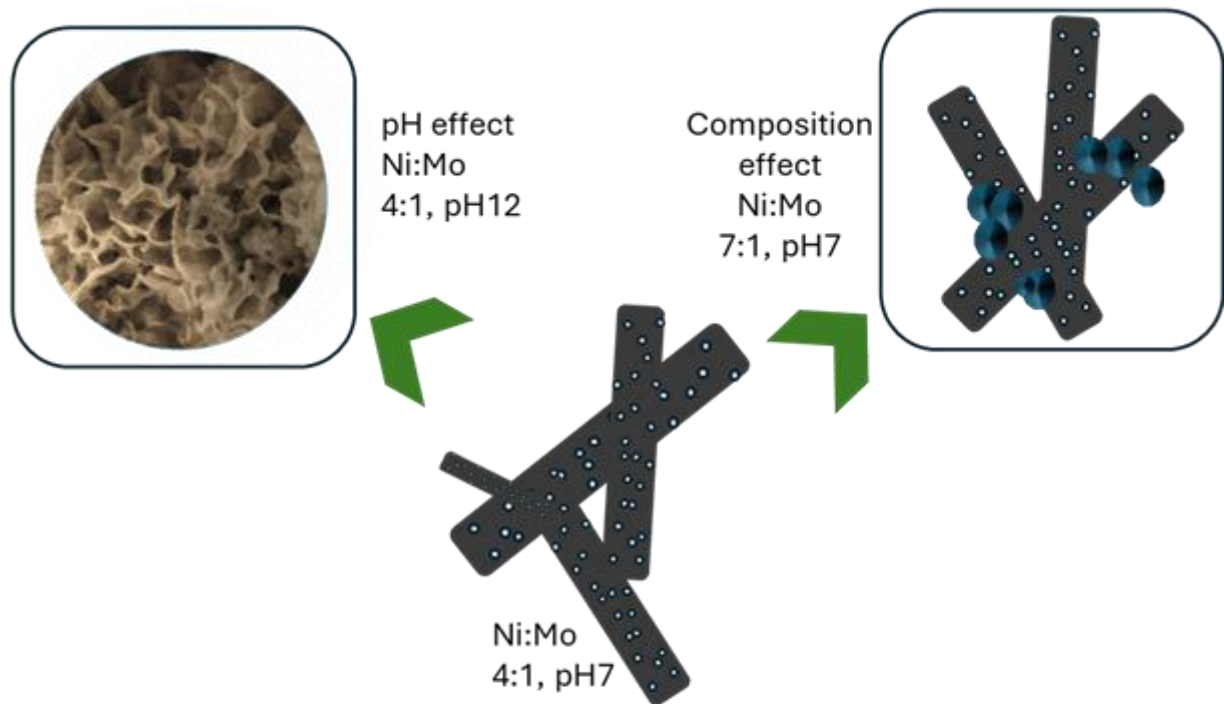 pH effect
Ni:Mo
4:1, pH12
Composition
effect
Ni:Mo
7:1, pH7
Ni:Mo
4:1, pH7